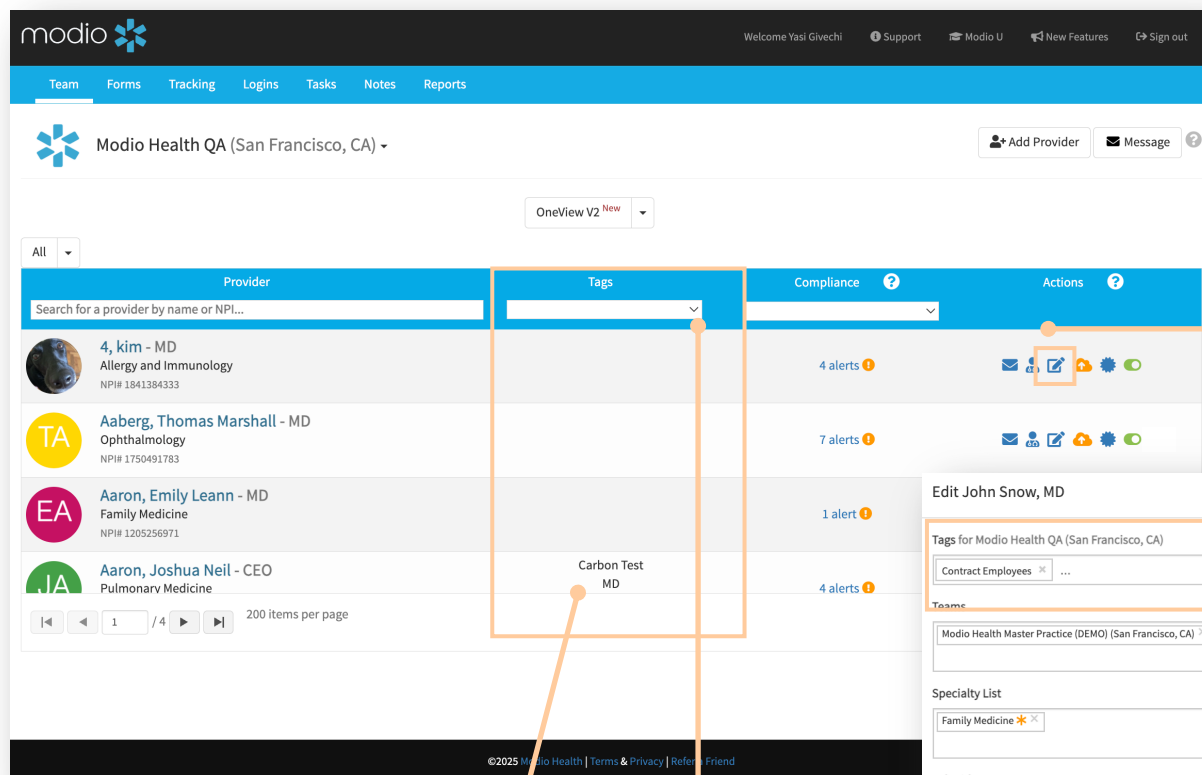 modio
Welcome Yasi Givechi Support Modio U New Features Sign out
Team Forms Tracking Logins Tasks Notes Reports
Modio Health QA (San Francisco, CA)
Add Provider Message ?
OneView V2 New
All
Provider Tags Compliance ? Actions ?
Search for a provider by name or NPI...
4, kim - MD
Allergy and Immunology
NPI# 1841384333
4 alerts
TA
Aaberg, Thomas Marshall - MD
Ophthalmology
NPI# 1750491783
7 alerts
EA
Aaron, Emily Leann - MD
Family Medicine
NPI# 1205256971
1 alert
JA
Aaron, Joshua Neil - CEO
Pulmonary Medicine
Carbon Test
MD
4 alerts
1 / 4 200 items per page
Edit John Snow, MD
Tags for Modio Health QA (San Francisco, CA)
Contract Employees × ...
Teams
Modio Health Master Practice (DEMO) (San Francisco, CA) ×
Specialty List
Family Medicine ×
©2025 Modio Health | Terms & Privacy | Refer a Friend